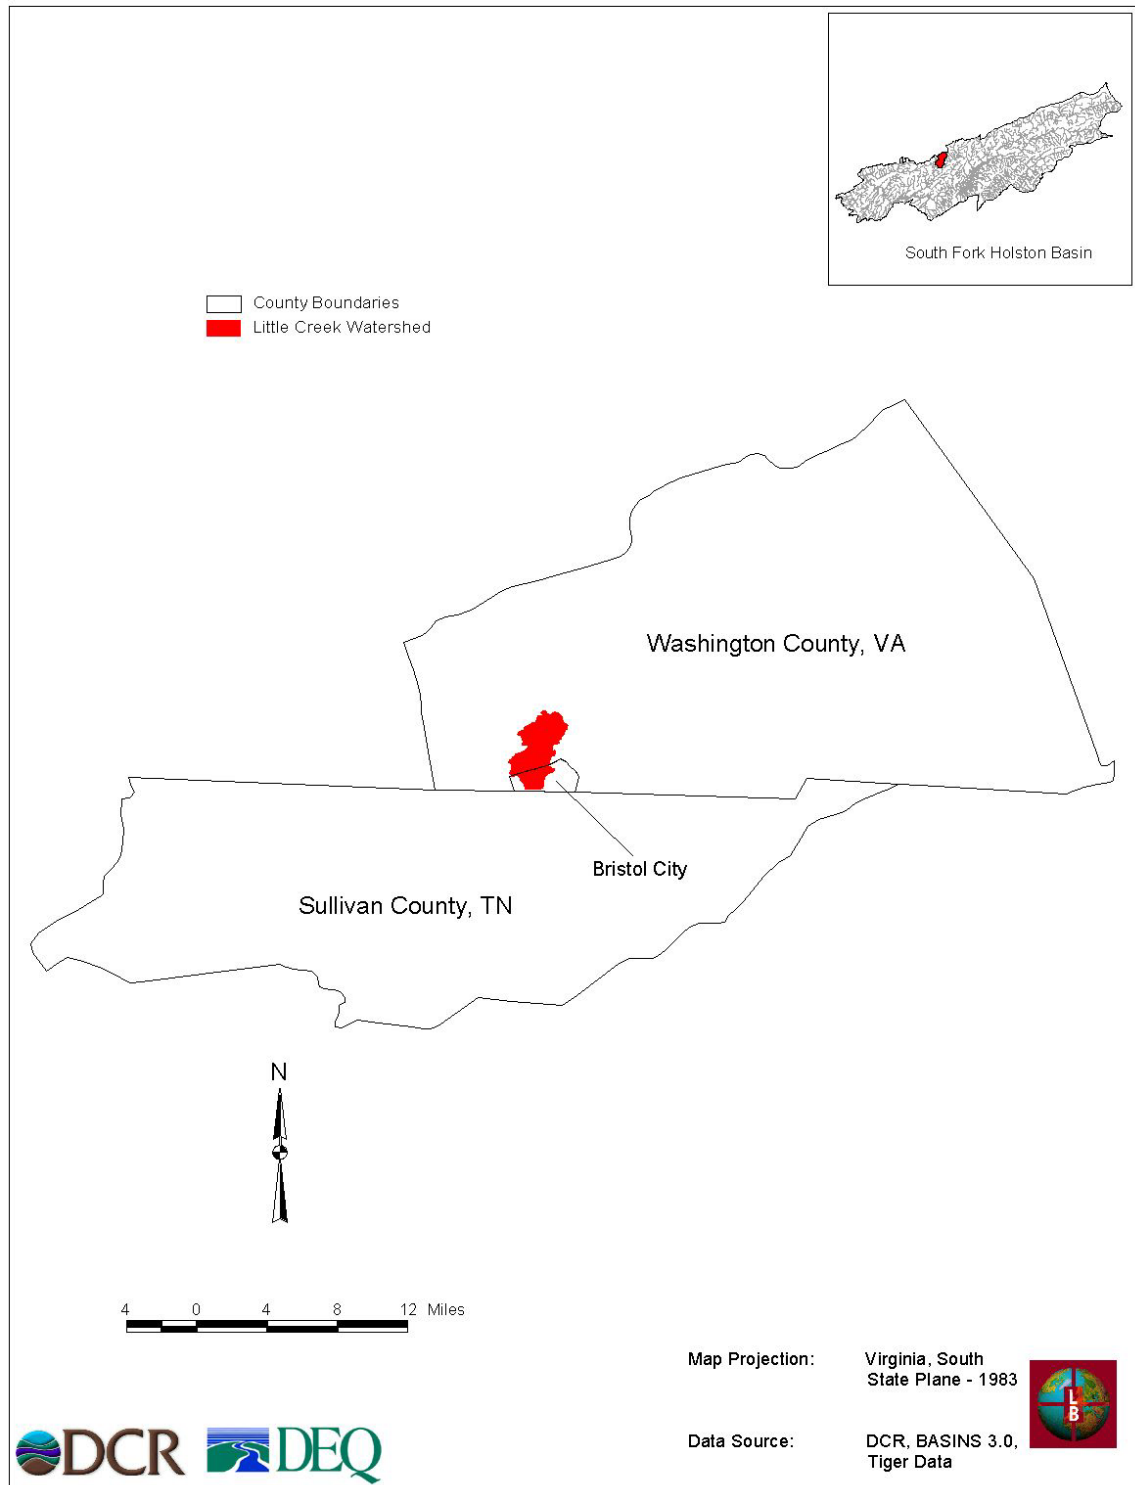 South Fork Holston Basin
County Boundaries
Little Creek Watershed
Washington County, VA
Bristol City
Sullivan County, TN
N
4 0 4 8 12 Miles
Map Projection: Virginia, South
State Plane - 1983
L
B
Data Source: DCR, BASINS 3.0,
Tiger Data
DCR DEQ